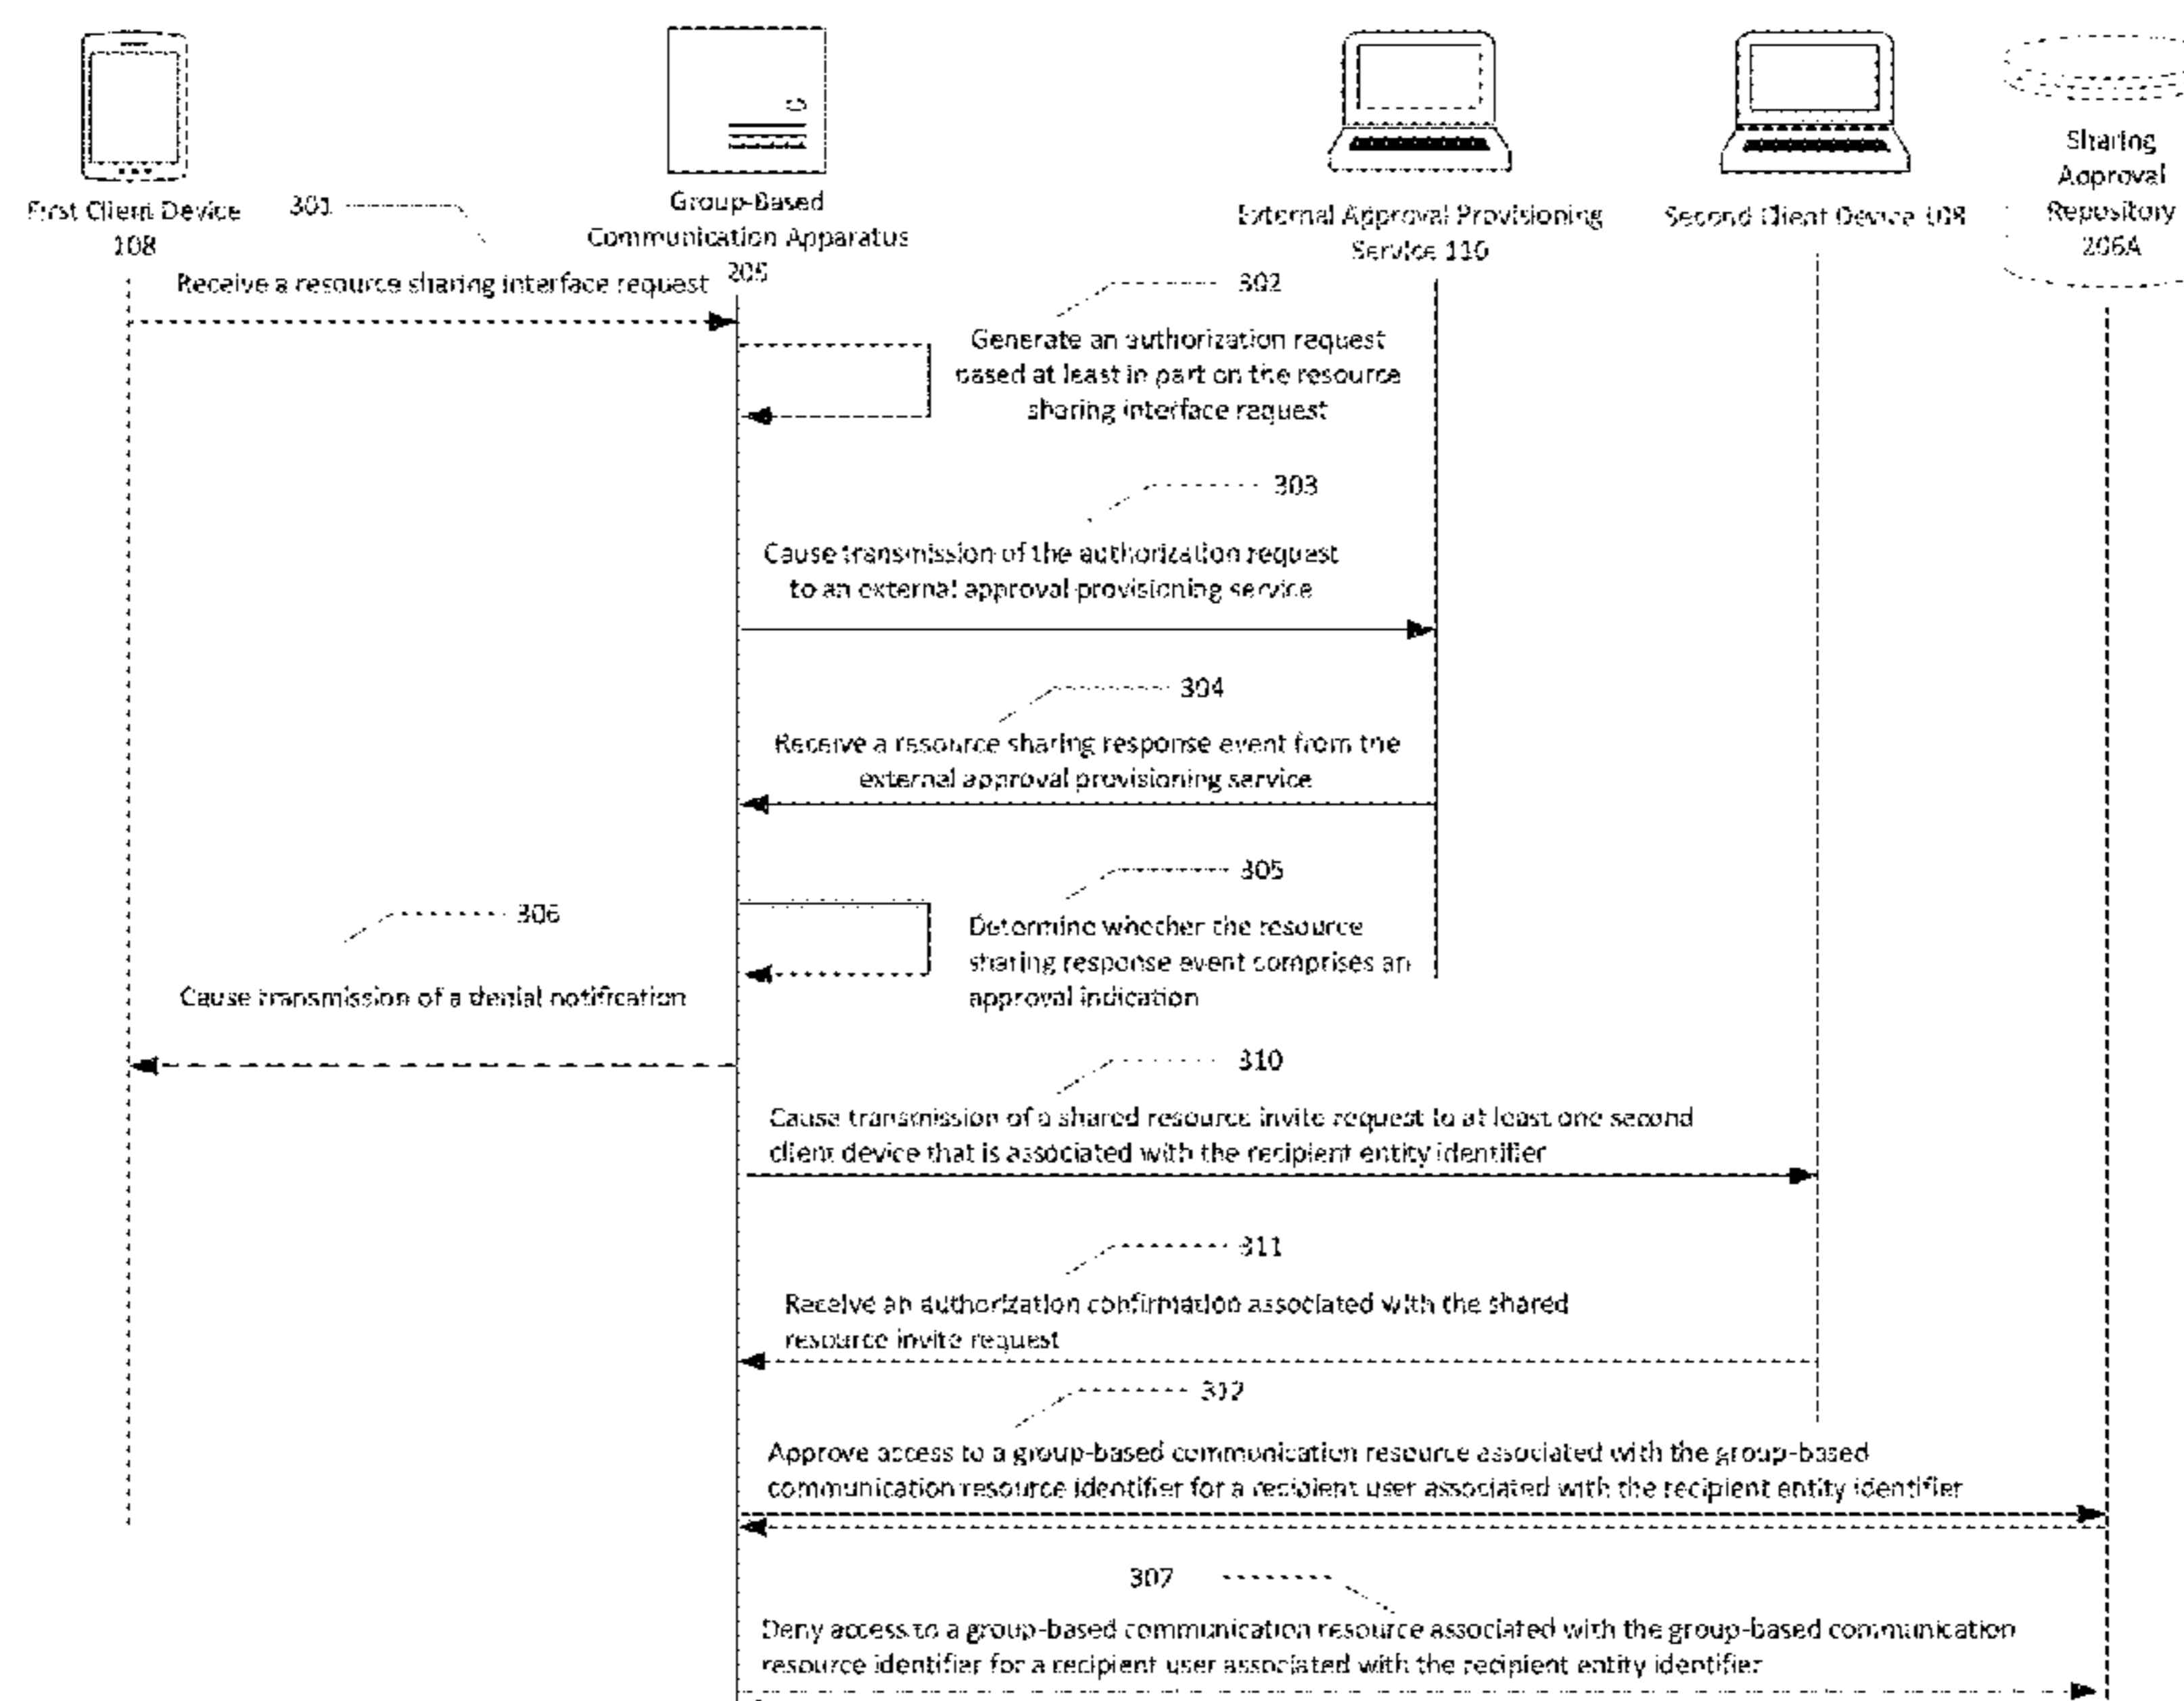 First Client Device
108
Group-Based
Communication Apparatus
205
External Approval Provisioning
Service 110
Second Client Device 108
Sharing
Approval
Repository
206A
301
Receive a resource sharing interface request
302
Generate an authorization request
based at least in part on the resource
sharing interface request
303
Cause transmission of the authorization request
to an external approval provisioning service
304
Receive a resource sharing response event from the
external approval provisioning service
305
Determine whether the resource
sharing response event comprises an
approval indication
306
Cause transmission of a denial notification
310
Cause transmission of a shared resource invite request to at least one second
client device that is associated with the recipient entity identifier
311
Receive an authorization confirmation associated with the shared
resource invite request
312
Approve access to a group-based communication resource associated with the group-based
communication resource identifier for a recipient user associated with the recipient entity identifier
307
Deny access to a group-based communication resource associated with the group-based communication
resource identifier for a recipient user associated with the recipient entity identifier